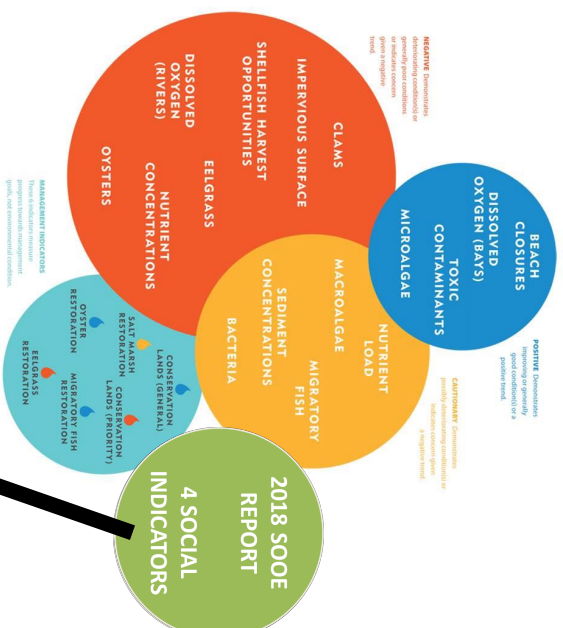 POSITIVE Demonstrates
improving or generally
good condition(s) or a
positive trend.
BEACH
CLOSURES
DISSOLVED
OXYGEN (BAYS)
TOXIC
CONTAMINANTS
MICROALGAE
CAUTIONARY Demonstrates
possibly deteriorating condition(s) or
indicates concern given
a negative trend.
NUTRIENT
LOAD
MACROALGAE
MIGRATORY
FISH
SEDIMENT
CONCENTRATIONS
BACTERIA
NEGATIVE Demonstrates
deteriorating condition(s) or
generally poor conditions
or indicates concern
given a negative
trend.
CLAMS
IMPERVIOUS SURFACE
SHELLFISH HARVEST
OPPORTUNITIES
EELGRASS
DISSOLVED
OXYGEN
(RIVERS)
NUTRIENT
CONCENTRATIONS
OYSTERS
MANAGEMENT INDICATORS
These 6 indicators measure
progress towards management
goals, not environmental condition.
CONSERVATION
LANDS (GENERAL)
SALT MARSH
RESTORATION
CONSERVATION
LANDS (PRIORITY)
OYSTER
RESTORATION
MIGRATORY FISH
RESTORATION
EELGRASS
RESTORATION
2018 SOOE
REPORT
4 SOCIAL
INDICATORS